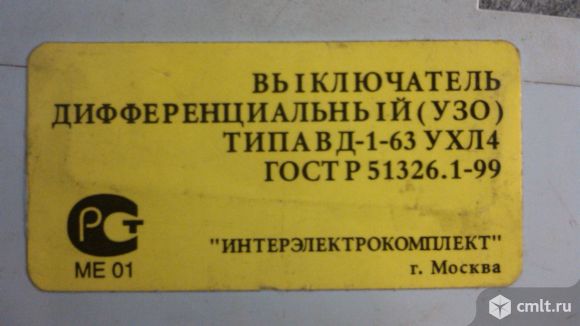 ВЫКЛЮЧАТЕЛЬ
ДИФФЕРЕНЦИАЛЬНЫЙ (УЗО)
ТИПА ВД-1-63 УХЛ4
ГОСТ Р 51326.1-99
РСТ
МЕ 01
"ИНТЕРЭЛЕКТРОКОМПЛЕКТ"
г. Москва
cmlt.ru